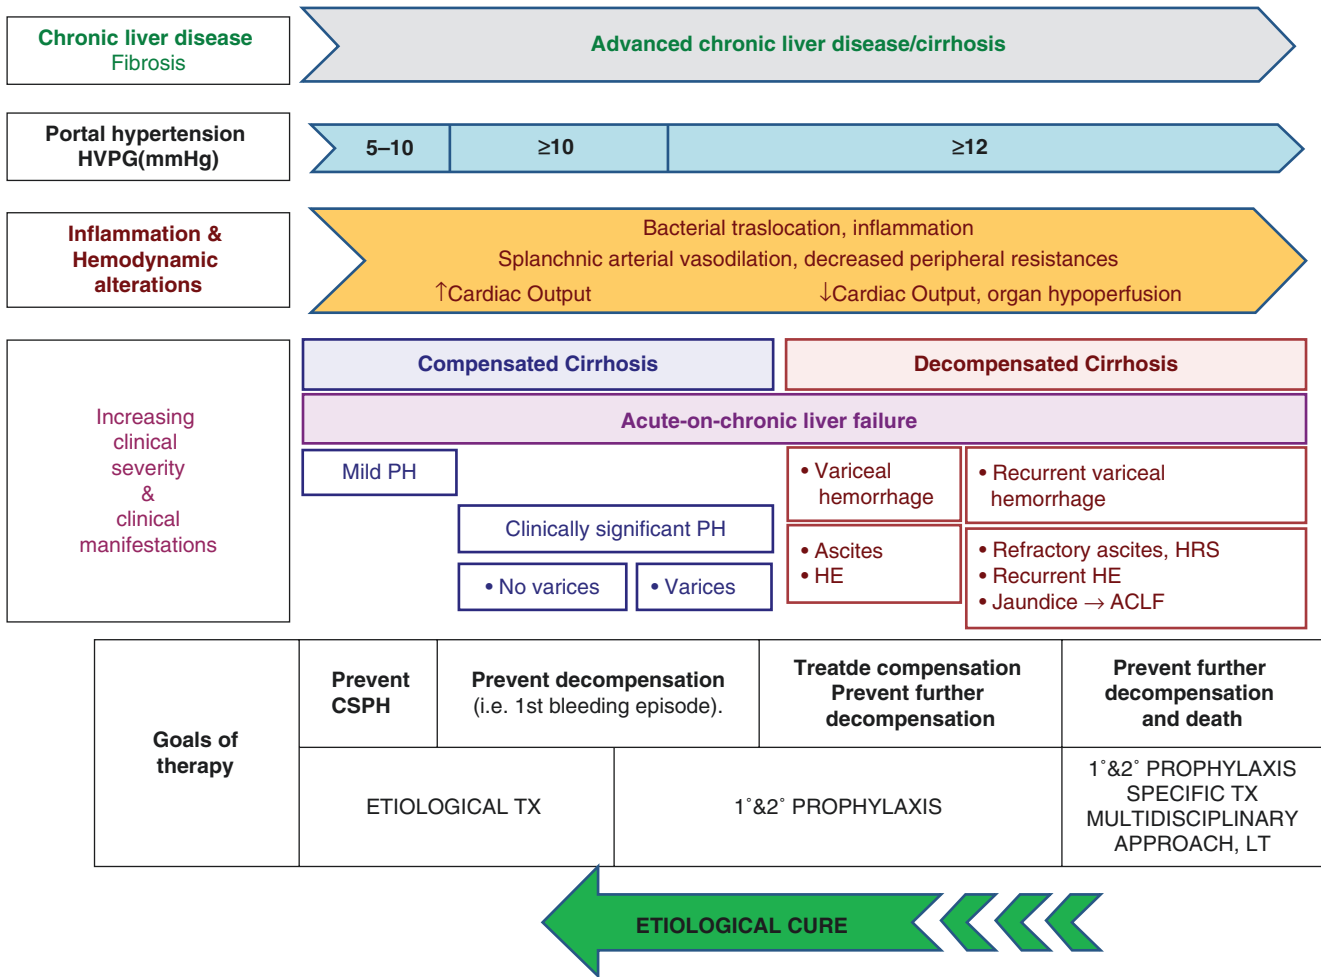 Chronic liver disease
Fibrosis
Advanced chronic liver disease/cirrhosis
Portal hypertension
HVPG(mmHg)
5–10
≥10
≥12
Inflammation &
Hemodynamic
alterations
Bacterial traslocation, inflammation
Splanchnic arterial vasodilation, decreased peripheral resistances
↑Cardiac Output
↓Cardiac Output, organ hypoperfusion
Increasing
clinical
severity
&
clinical
manifestations
Compensated Cirrhosis
Decompensated Cirrhosis
Acute-on-chronic liver failure
Mild PH
Clinically significant PH
• No varices
• Varices
• Variceal
hemorrhage
• Recurrent variceal
hemorrhage
• Ascites
• HE
• Refractory ascites, HRS
• Recurrent HE
• Jaundice → ACLF
Goals of
therapy
Prevent
CSPH
Prevent decompensation
(i.e. 1st bleeding episode).
Treatde compensation
Prevent further
decompensation
Prevent further
decompensation
and death
ETIOLOGICAL TX
1°&2° PROPHYLAXIS
1°&2° PROPHYLAXIS
SPECIFIC TX
MULTIDISCIPLINARY
APPROACH, LT
ETIOLOGICAL CURE